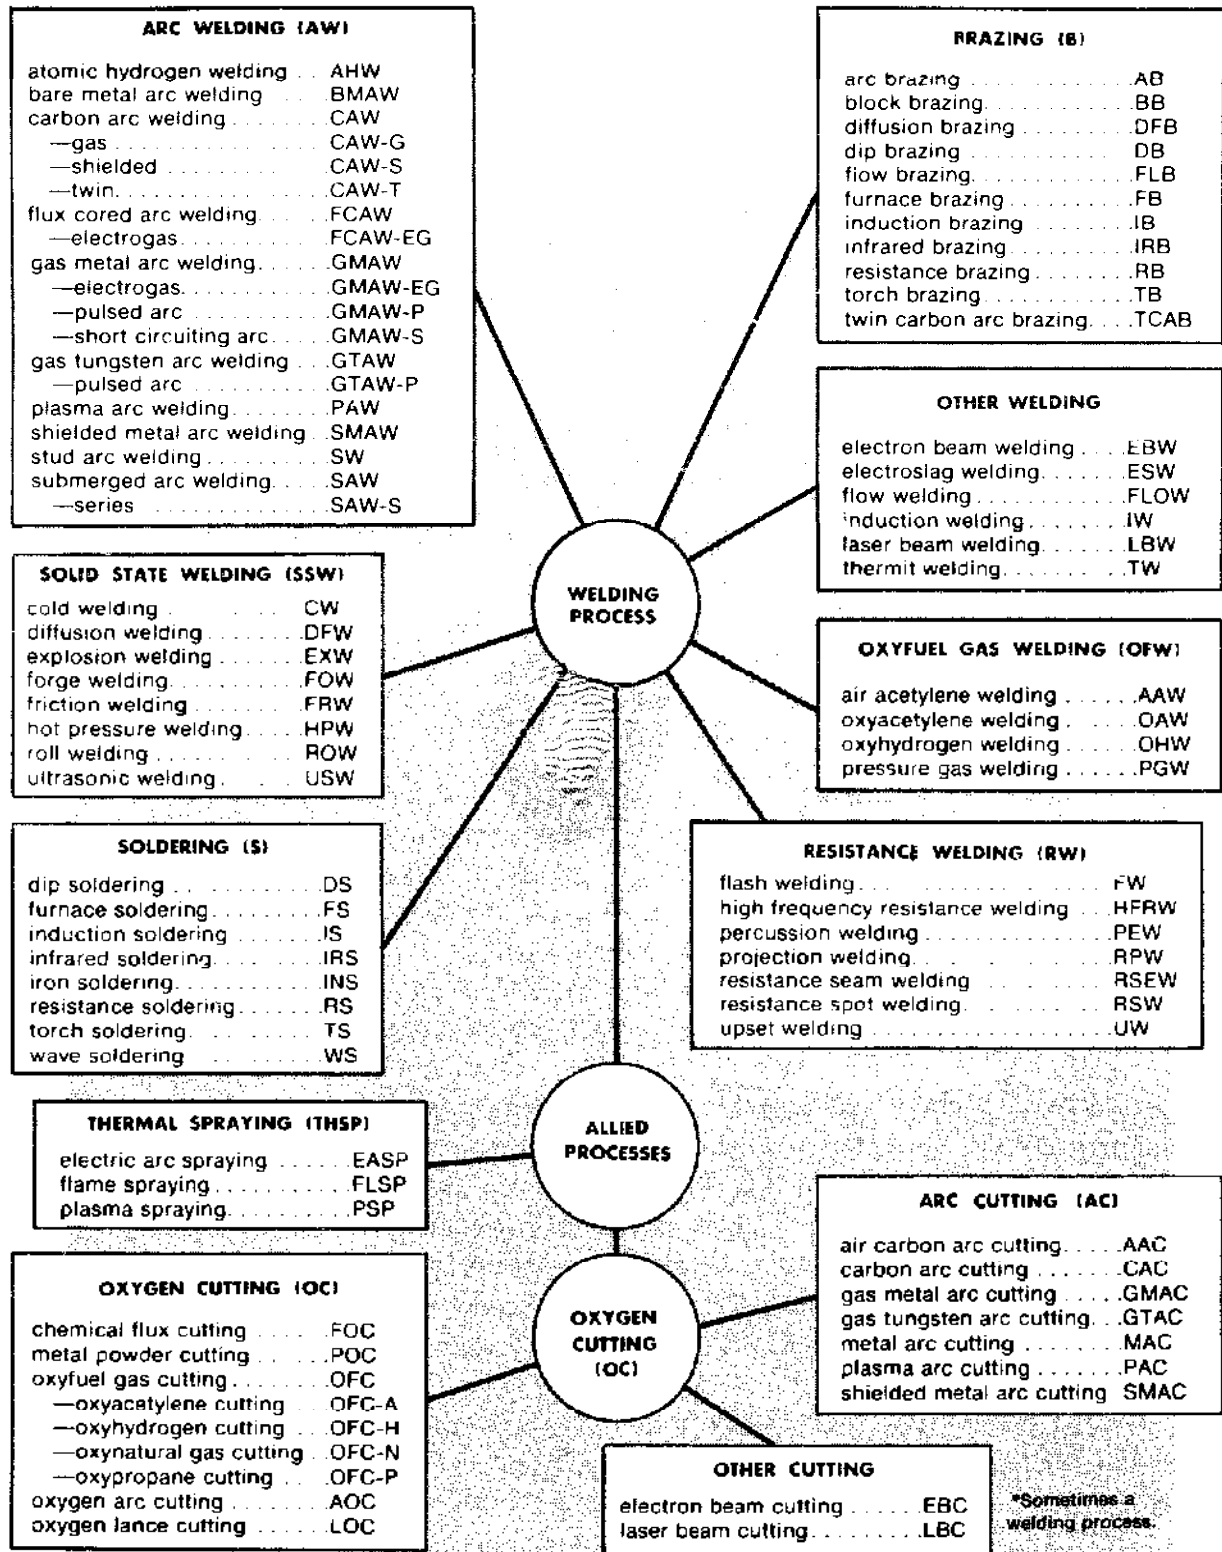 ARC WELDING (AW)
atomic hydrogen welding . . AHW
bare metal arc welding . . . BMAW
carbon arc welding . . . . . . . CAW
—gas . . . . . . . . . . . . CAW-G
—shielded . . . . . . . . . CAW-S
—twin. . . . . . . . . . . . CAW-T
flux cored arc welding. . . . . FCAW
—electrogas. . . . . . . . . FCAW-EG
gas metal arc welding. . . . . GMAW
—electrogas. . . . . . . . . GMAW-EG
—pulsed arc . . . . . . . . GMAW-P
—short circuiting arc . . . GMAW-S
gas tungsten arc welding . . . GTAW
—pulsed arc . . . . . . . . GTAW-P
plasma arc welding. . . . . . . PAW
shielded metal arc welding . . SMAW
stud arc welding . . . . . . . . SW
submerged arc welding. . . . SAW
—series . . . . . . . . . . SAW-S
BRAZING (B)
arc brazing . . . . . . . . . . AB
block brazing. . . . . . . . . BB
diffusion brazing . . . . . . . DFB
dip brazing . . . . . . . . DB
flow brazing. . . . . . . . . . FLB
furnace brazing . . . . . . . FB
induction brazing . . . . . . . IB
infrared brazing . . . . . . . IRB
resistance brazing . . . . . . RB
torch brazing. . . . . . . . . TB
twin carbon arc brazing. . . . TCAB
OTHER WELDING
electron beam welding . . . . EBW
electroslag welding. . . . . . ESW
flow welding . . . . . . . . . FLOW
induction welding . . . . . . . IW
laser beam welding. . . . . . LBW
thermit welding. . . . . . . . TW
SOLID STATE WELDING (SSW)
cold welding . . . . . CW
diffusion welding . . . . . . . DFW
explosion welding . . . . . . EXW
forge welding. . . . . . . . . FOW
friction welding . . . . . . . FRW
hot pressure welding. . . . . HPW
roll welding . . . . . . . . . ROW
ultrasonic welding . . . . . . USW
WELDING
PROCESS
OXYFUEL GAS WELDING (OFW)
air acetylene welding . . . . . . AAW
oxyacetylene welding . . . . . OAW
oxyhydrogen welding . . . . . . OHW
pressure gas welding . . . . . . PGW
SOLDERING (S)
dip soldering . . . . . . . DS
furnace soldering. . . . . . . . FS
induction soldering . . . . . . IS
infrared soldering. . . . . . . IRS
iron soldering. . . . . . . . . INS
resistance soldering. . . . . . RS
torch soldering. . . . . . . . TS
wave soldering . . . . . . WS
RESISTANCE WELDING (RW)
flash welding. . . . . . . . . . . . FW
high frequency resistance welding . . . HFRW
percussion welding. . . . . . . . . . PEW
projection welding. . . . . . . . . . RPW
resistance seam welding . . . . . . . RSEW
resistance spot welding. . . . . . . RSW
upset welding . . . . . . . . . . . . UW
THERMAL SPRAYING (THSP)
electric arc spraying . . . . . . EASP
flame spraying . . . . . . . . . FLSP
plasma spraying. . . . . . . . . PSP
ALLIED
PROCESSES
ARC CUTTING (AC)
air carbon arc cutting. . . . . AAC
carbon arc cutting . . . . . . CAC
gas metal arc cutting . . . . . GMAC
gas tungsten arc cutting. . . GTAC
metal arc cutting . . . . . . . MAC
plasma arc cutting . . . . . . PAC
shielded metal arc cutting SMAC
OXYGEN CUTTING (OC)
chemical flux cutting . . . . . FOC
metal powder cutting . . . . . POC
oxyfuel gas cutting . . . . . . OFC
—oxyacetylene cutting . . . OFC-A
—oxyhydrogen cutting . . . OFC-H
—oxynatural gas cutting . . OFC-N
—oxypropane cutting . . . OFC-P
oxygen arc cutting . . . . . . AOC
oxygen lance cutting . . . . . LOC
OXYGEN
CUTTING
(OC)
OTHER CUTTING
electron beam cutting . . . . . . EBC
laser beam cutting. . . . . . . . LBC
*Sometimes a
welding process.